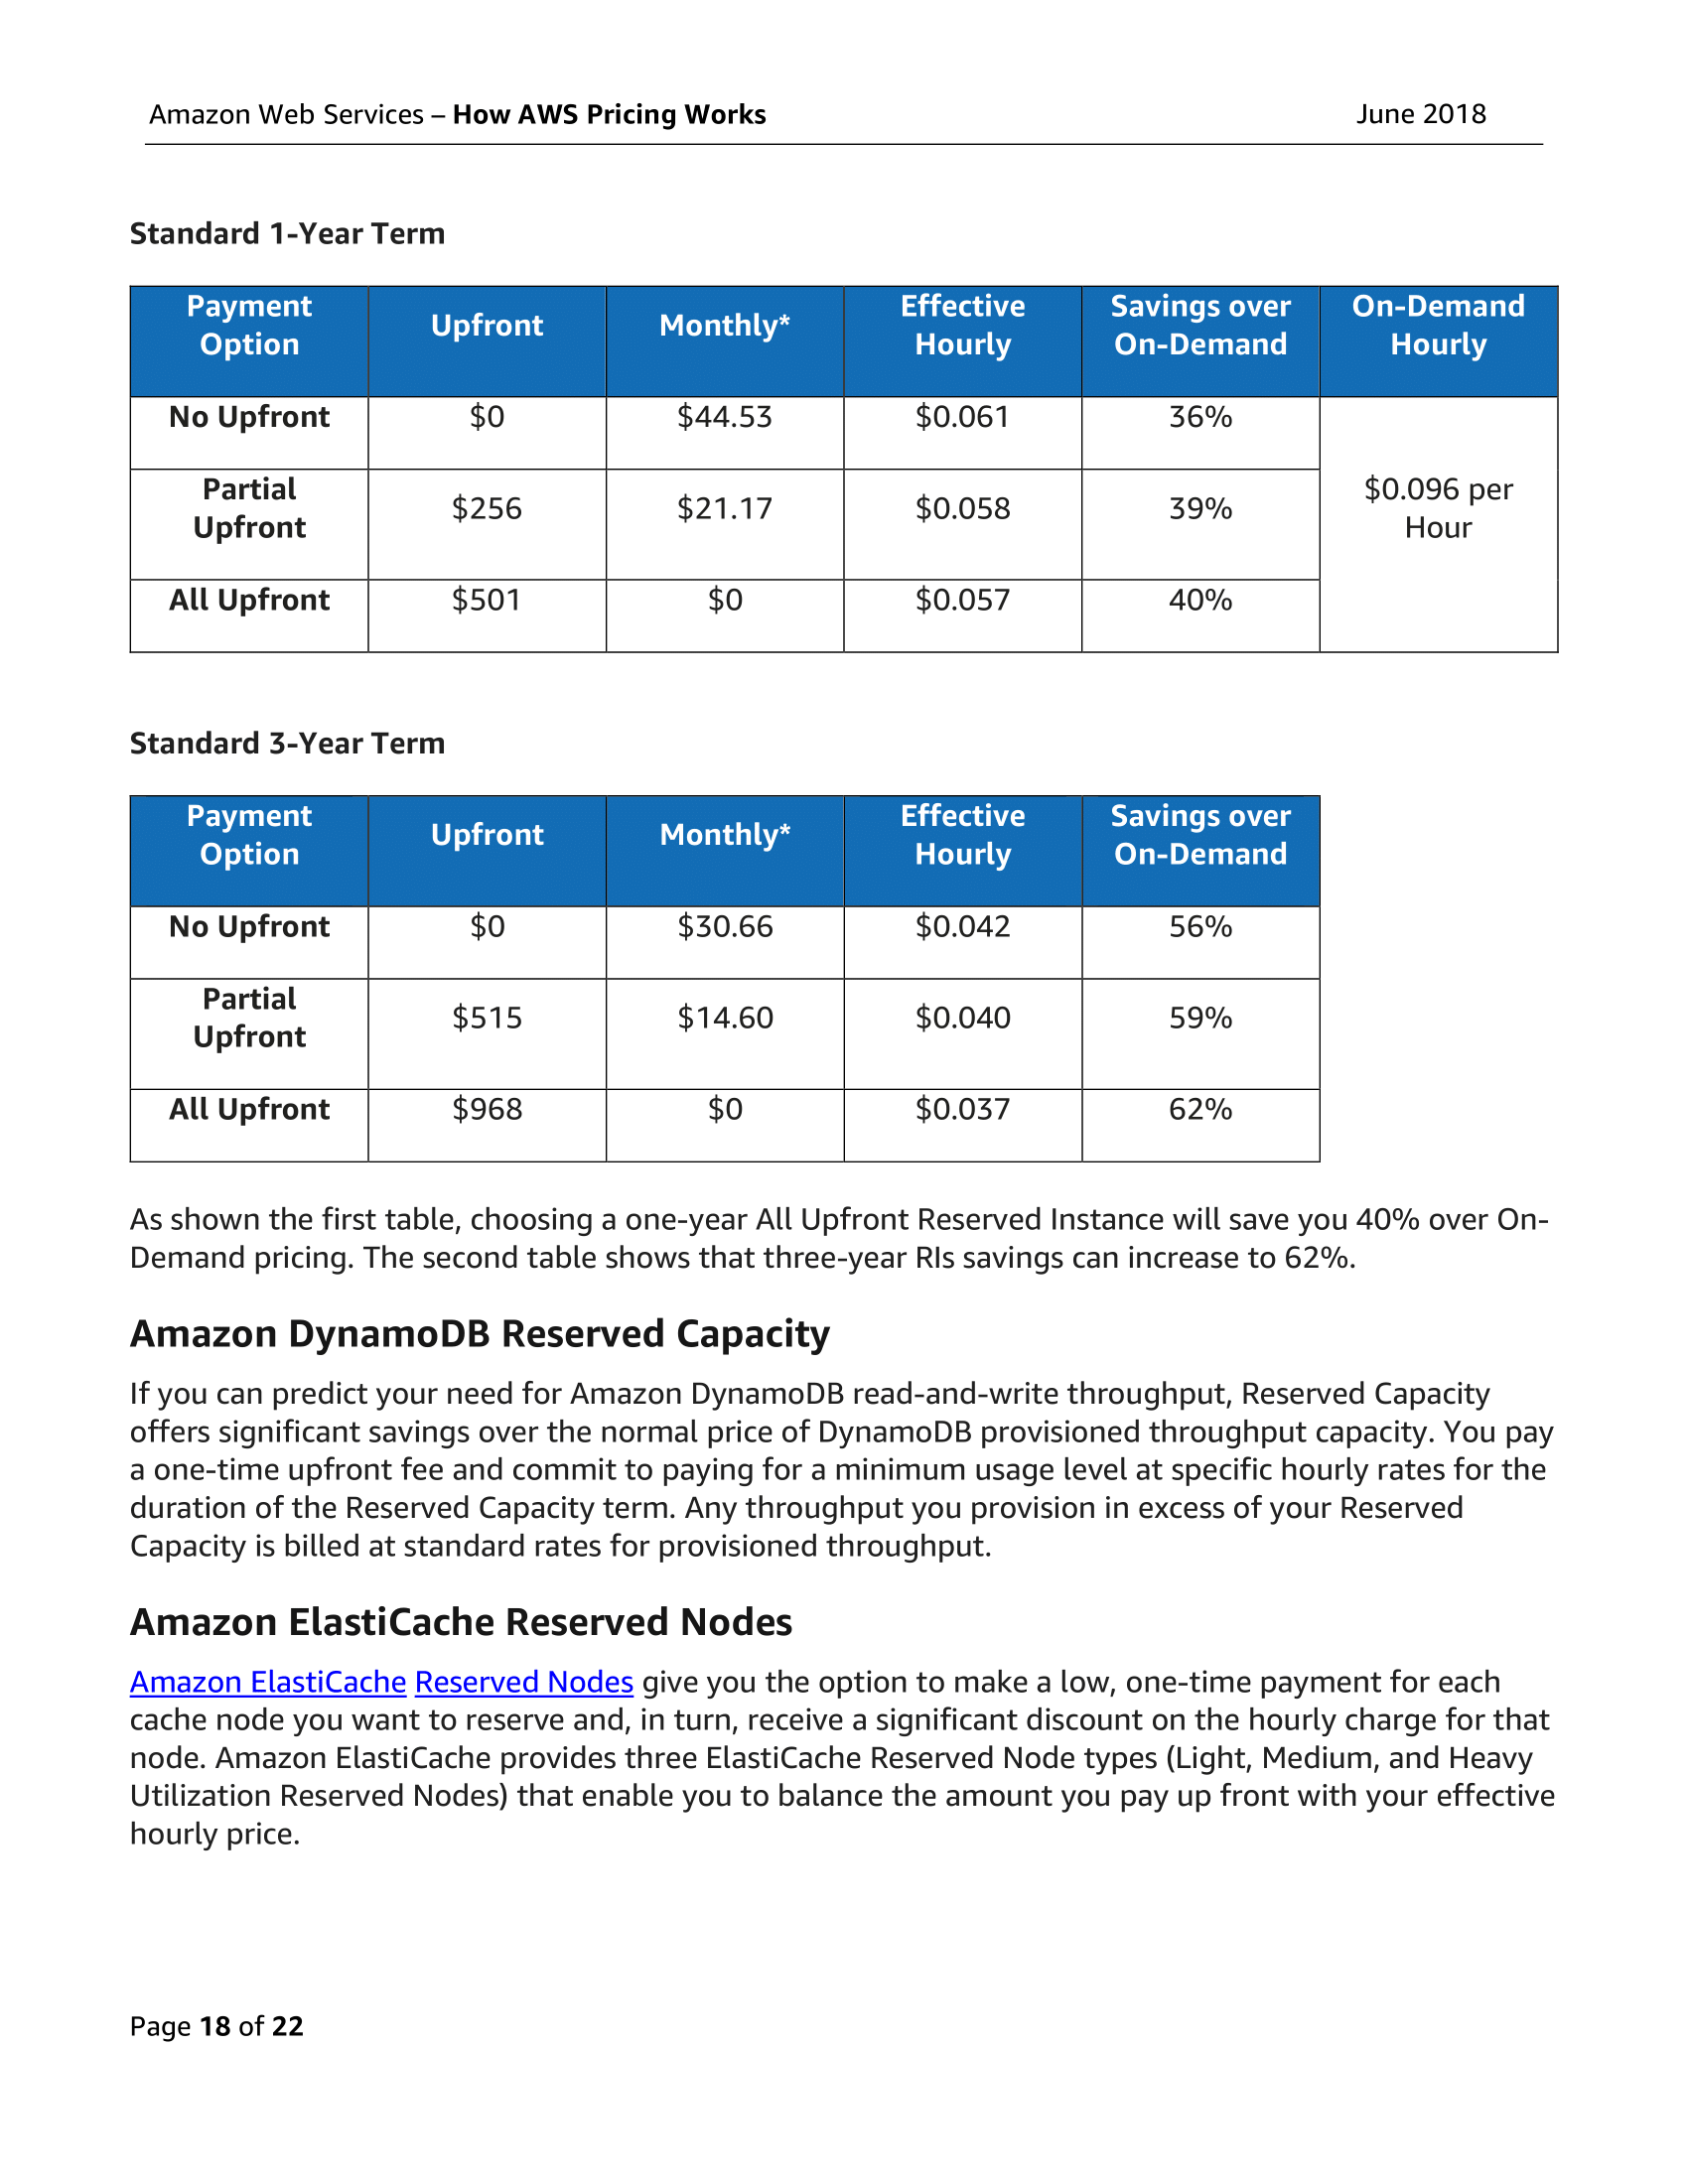 Amazon Web Services – How AWS Pricing Works June 2018
Standard 1-Year Term
Payment Option Upfront Monthly* Effective Hourly Savings over On-Demand On-Demand Hourly
No Upfront $0 $44.53 $0.061 36% $0.096 per Hour
Partial Upfront $256 $21.17 $0.058 39%
All Upfront $501 $0 $0.057 40%
Standard 3-Year Term
Payment Option Upfront Monthly* Effective Hourly Savings over On-Demand
No Upfront $0 $30.66 $0.042 56%
Partial Upfront $515 $14.60 $0.040 59%
All Upfront $968 $0 $0.037 62%
As shown the first table, choosing a one-year All Upfront Reserved Instance will save you 40% over On-
Demand pricing. The second table shows that three-year RIs savings can increase to 62%.
Amazon DynamoDB Reserved Capacity
If you can predict your need for Amazon DynamoDB read-and-write throughput, Reserved Capacity
offers significant savings over the normal price of DynamoDB provisioned throughput capacity. You pay
a one-time upfront fee and commit to paying for a minimum usage level at specific hourly rates for the
duration of the Reserved Capacity term. Any throughput you provision in excess of your Reserved
Capacity is billed at standard rates for provisioned throughput.
Amazon ElastiCache Reserved Nodes
Amazon ElastiCache Reserved Nodes give you the option to make a low, one-time payment for each
cache node you want to reserve and, in turn, receive a significant discount on the hourly charge for that
node. Amazon ElastiCache provides three ElastiCache Reserved Node types (Light, Medium, and Heavy
Utilization Reserved Nodes) that enable you to balance the amount you pay up front with your effective
hourly price.
Page 18 of 22